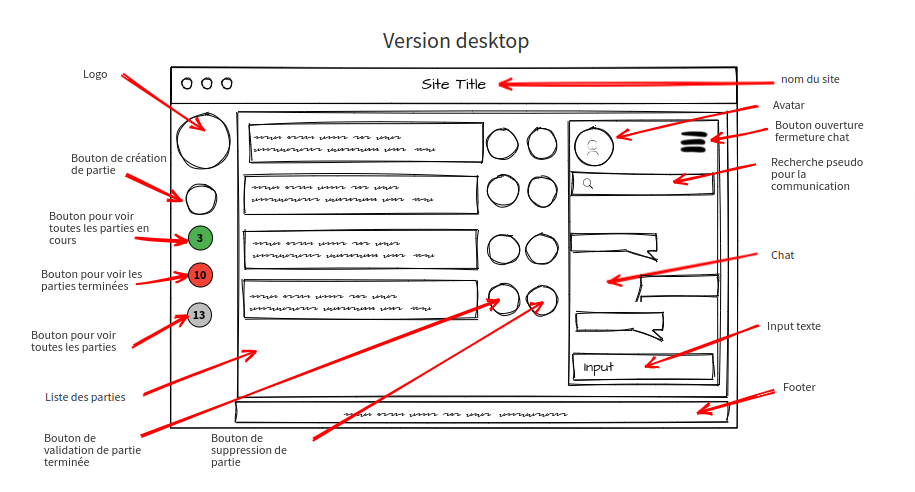 Version desktop
Logo
Site Title
nom du site
Avatar
Bouton ouverture
fermeture chat
Bouton de création
de partie
Recherche pseudo
pour la
communication
Bouton pour voir
toutes les parties en
cours
3
Bouton pour voir les
parties terminées
10
Chat
13
Bouton pour voir
toutes les parties
Input texte
Input
Liste des parties
Footer
Bouton de
validation de partie
terminée
Bouton de
suppression de
partie